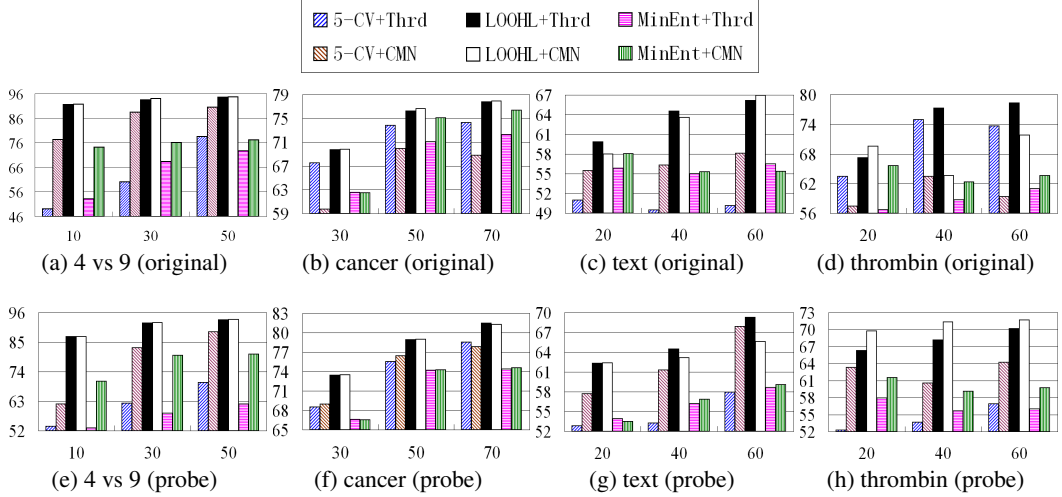 5-CV+Thrd LOOHL+Thrd MinEnt+Thrd
5-CV+CMN LOOHL+CMN MinEnt+CMN
96
86
76
66
56
46
10 30 50
(a) 4 vs 9 (original)
79
75
71
67
63
59
30 50 70
(b) cancer (original)
67
64
61
58
55
52
49
20 40 60
(c) text (original)
80
74
68
62
56
20 40 60
(d) thrombin (original)
96
85
74
63
52
10 30 50
(e) 4 vs 9 (probe)
83
80
77
74
71
68
65
30 50 70
(f) cancer (probe)
70
67
64
61
58
55
52
20 40 60
(g) text (probe)
73
70
67
64
61
58
55
52
20 40 60
(h) thrombin (probe)